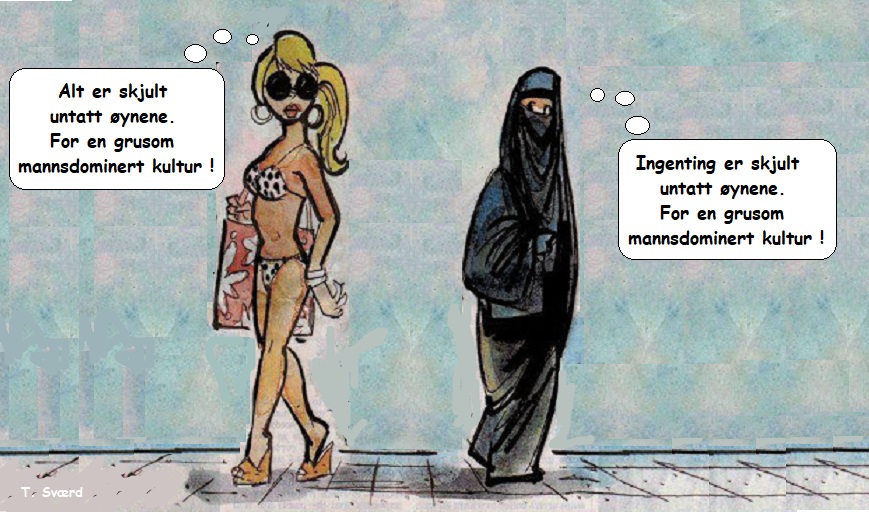 Alt er skjult
untatt øynene.
For en grusom
mannsdominert kultur !
Ingenting er skjult
untatt øynene.
For en grusom
mannsdominert kultur !
T. Sværd